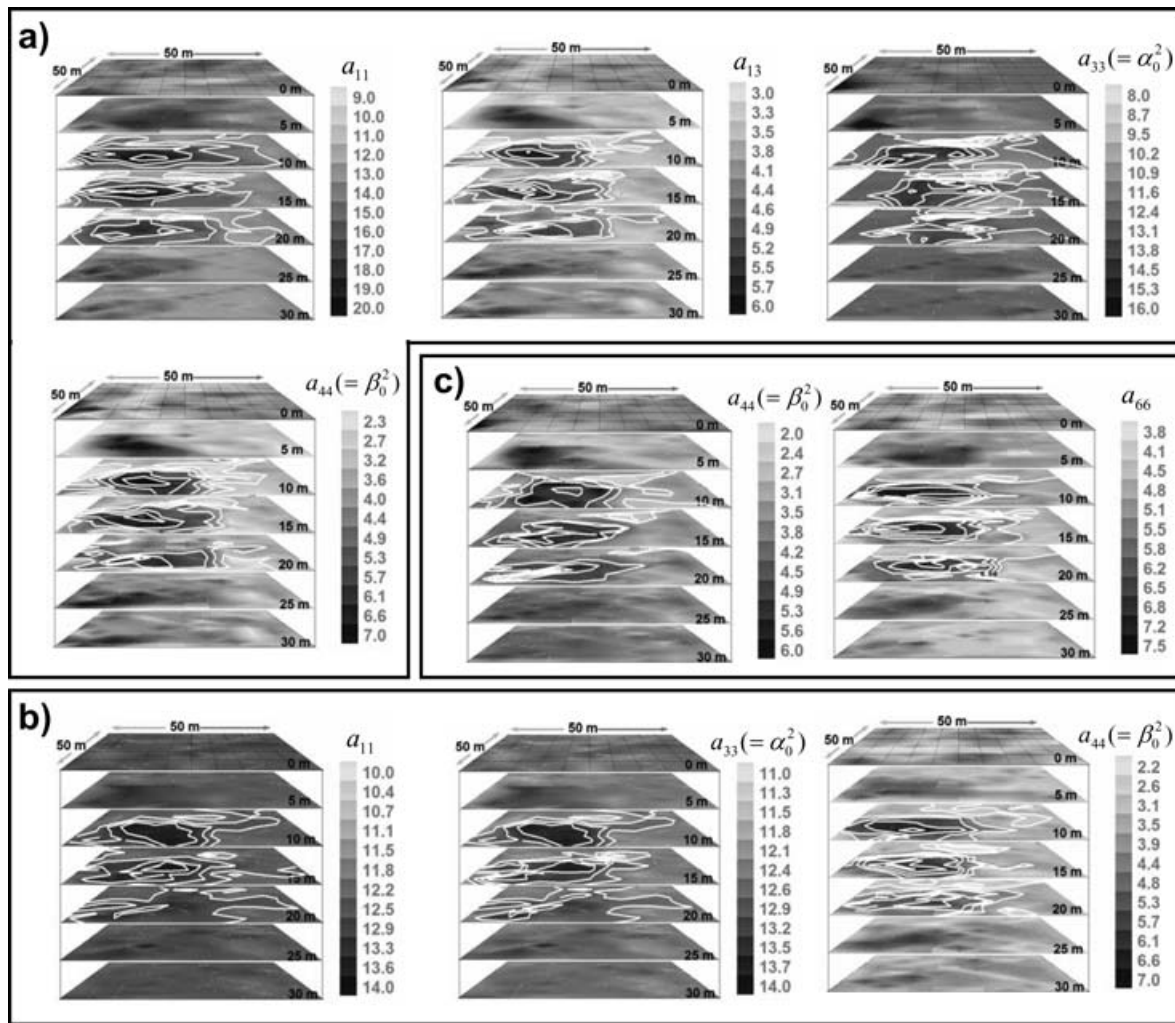 a)
50 m
50 m
a₁₁
0 m
5 m
10 m
15 m
20 m
25 m
30 m
9.0
10.0
11.0
12.0
13.0
14.0
15.0
16.0
17.0
18.0
19.0
20.0
50 m
50 m
a₁₃
0 m
5 m
10 m
15 m
20 m
25 m
30 m
3.0
3.3
3.5
3.8
4.1
4.4
4.6
4.9
5.2
5.5
5.7
6.0
50 m
50 m
a₃₃(= α₀²)
0 m
5 m
10 m
15 m
20 m
25 m
30 m
8.0
8.7
9.5
10.2
10.9
11.6
12.4
13.1
13.8
14.5
15.3
16.0
50 m
50 m
a₄₄(= β₀²)
0 m
5 m
10 m
15 m
20 m
25 m
30 m
2.3
2.7
3.2
3.6
4.0
4.4
4.9
5.3
5.7
6.1
6.6
7.0
c)
50 m
50 m
a₄₄(= β₀²)
0 m
5 m
10 m
15 m
20 m
25 m
30 m
2.0
2.4
2.7
3.1
3.5
3.8
4.2
4.5
4.9
5.3
5.6
6.0
50 m
50 m
a₆₆
0 m
5 m
10 m
15 m
20 m
25 m
30 m
3.8
4.1
4.5
4.8
5.1
5.5
5.8
6.2
6.5
6.8
7.2
7.5
b)
50 m
50 m
a₁₁
0 m
5 m
10 m
15 m
20 m
25 m
30 m
10.0
10.4
10.7
11.1
11.5
11.8
12.2
12.5
12.9
13.3
13.6
14.0
50 m
50 m
a₃₃(= α₀²)
0 m
5 m
10 m
15 m
20 m
25 m
30 m
11.0
11.3
11.5
11.8
12.1
12.4
12.6
12.9
13.2
13.5
13.7
14.0
50 m
50 m
a₄₄(= β₀²)
0 m
5 m
10 m
15 m
20 m
25 m
30 m
2.2
2.6
3.1
3.5
3.9
4.4
4.8
5.3
5.7
6.1
6.6
7.0